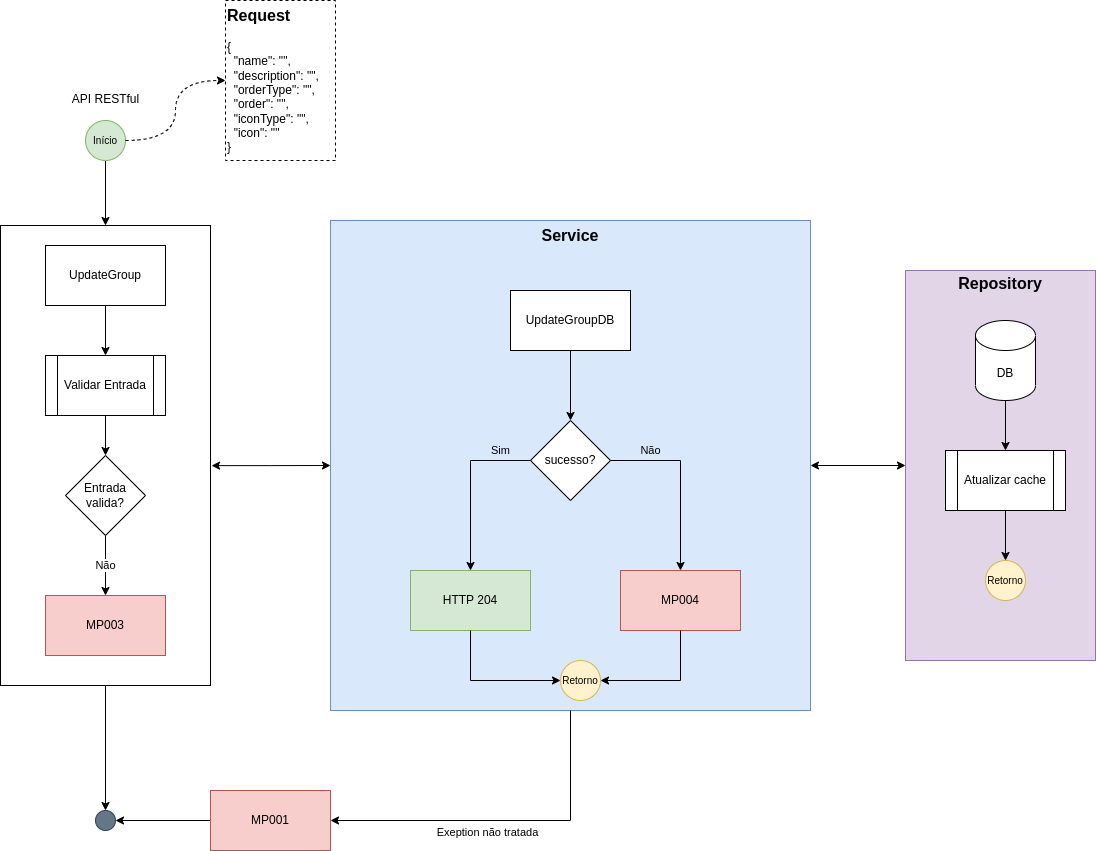 Request
{
"name": "",
"description": "",
"orderType": "",
"order": "",
"iconType": "",
"icon": ""
}
API RESTful
Início
UpdateGroup
Validar Entrada
Entrada
valida?
Não
MP003
Service
UpdateGroupDB
sucesso?
Sim
Não
HTTP 204
MP004
Retorno
Repository
DB
Atualizar cache
Retorno
MP001
Exeption não tratada